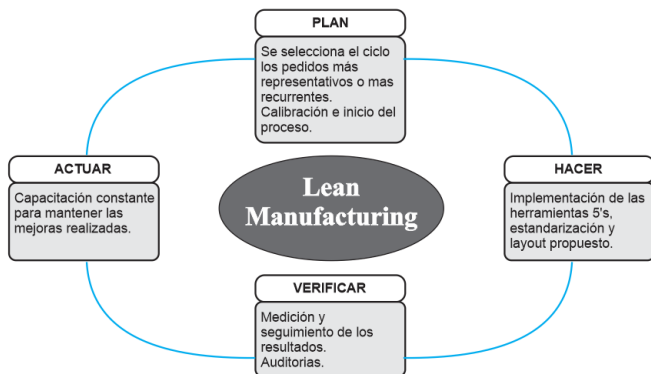 PLAN
Se selecciona el ciclo
los pedidos más
representativos o mas
recurrentes.
Calibración e inicio del
proceso.
ACTUAR
Capacitación constante
para mantener las
mejoras realizadas.
Lean
Manufacturing
HACER
Implementación de las
herramientas 5's,
estandarización y
layout propuesto.
VERIFICAR
Medición y
seguimiento de los
resultados.
Auditorias.